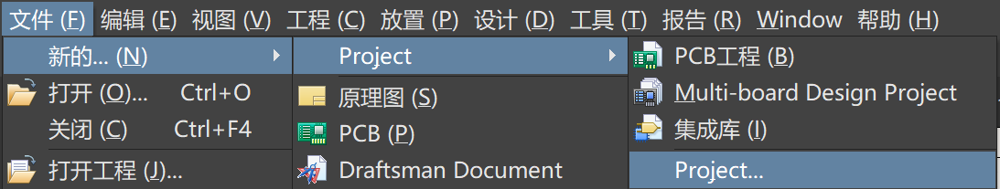 文件 (F) 编辑 (E) 视图 (V) 工程 (C) 放置 (P) 设计 (D) 工具 (T) 报告 (R) Window 帮助 (H)
新的... (N)
打开 (O)... Ctrl+O
关闭 (C) Ctrl+F4
打开工程 (J)...
Project
原理图 (S)
PCB (P)
Draftsman Document
PCB工程 (B)
Multi-board Design Project
集成库 (I)
Project...